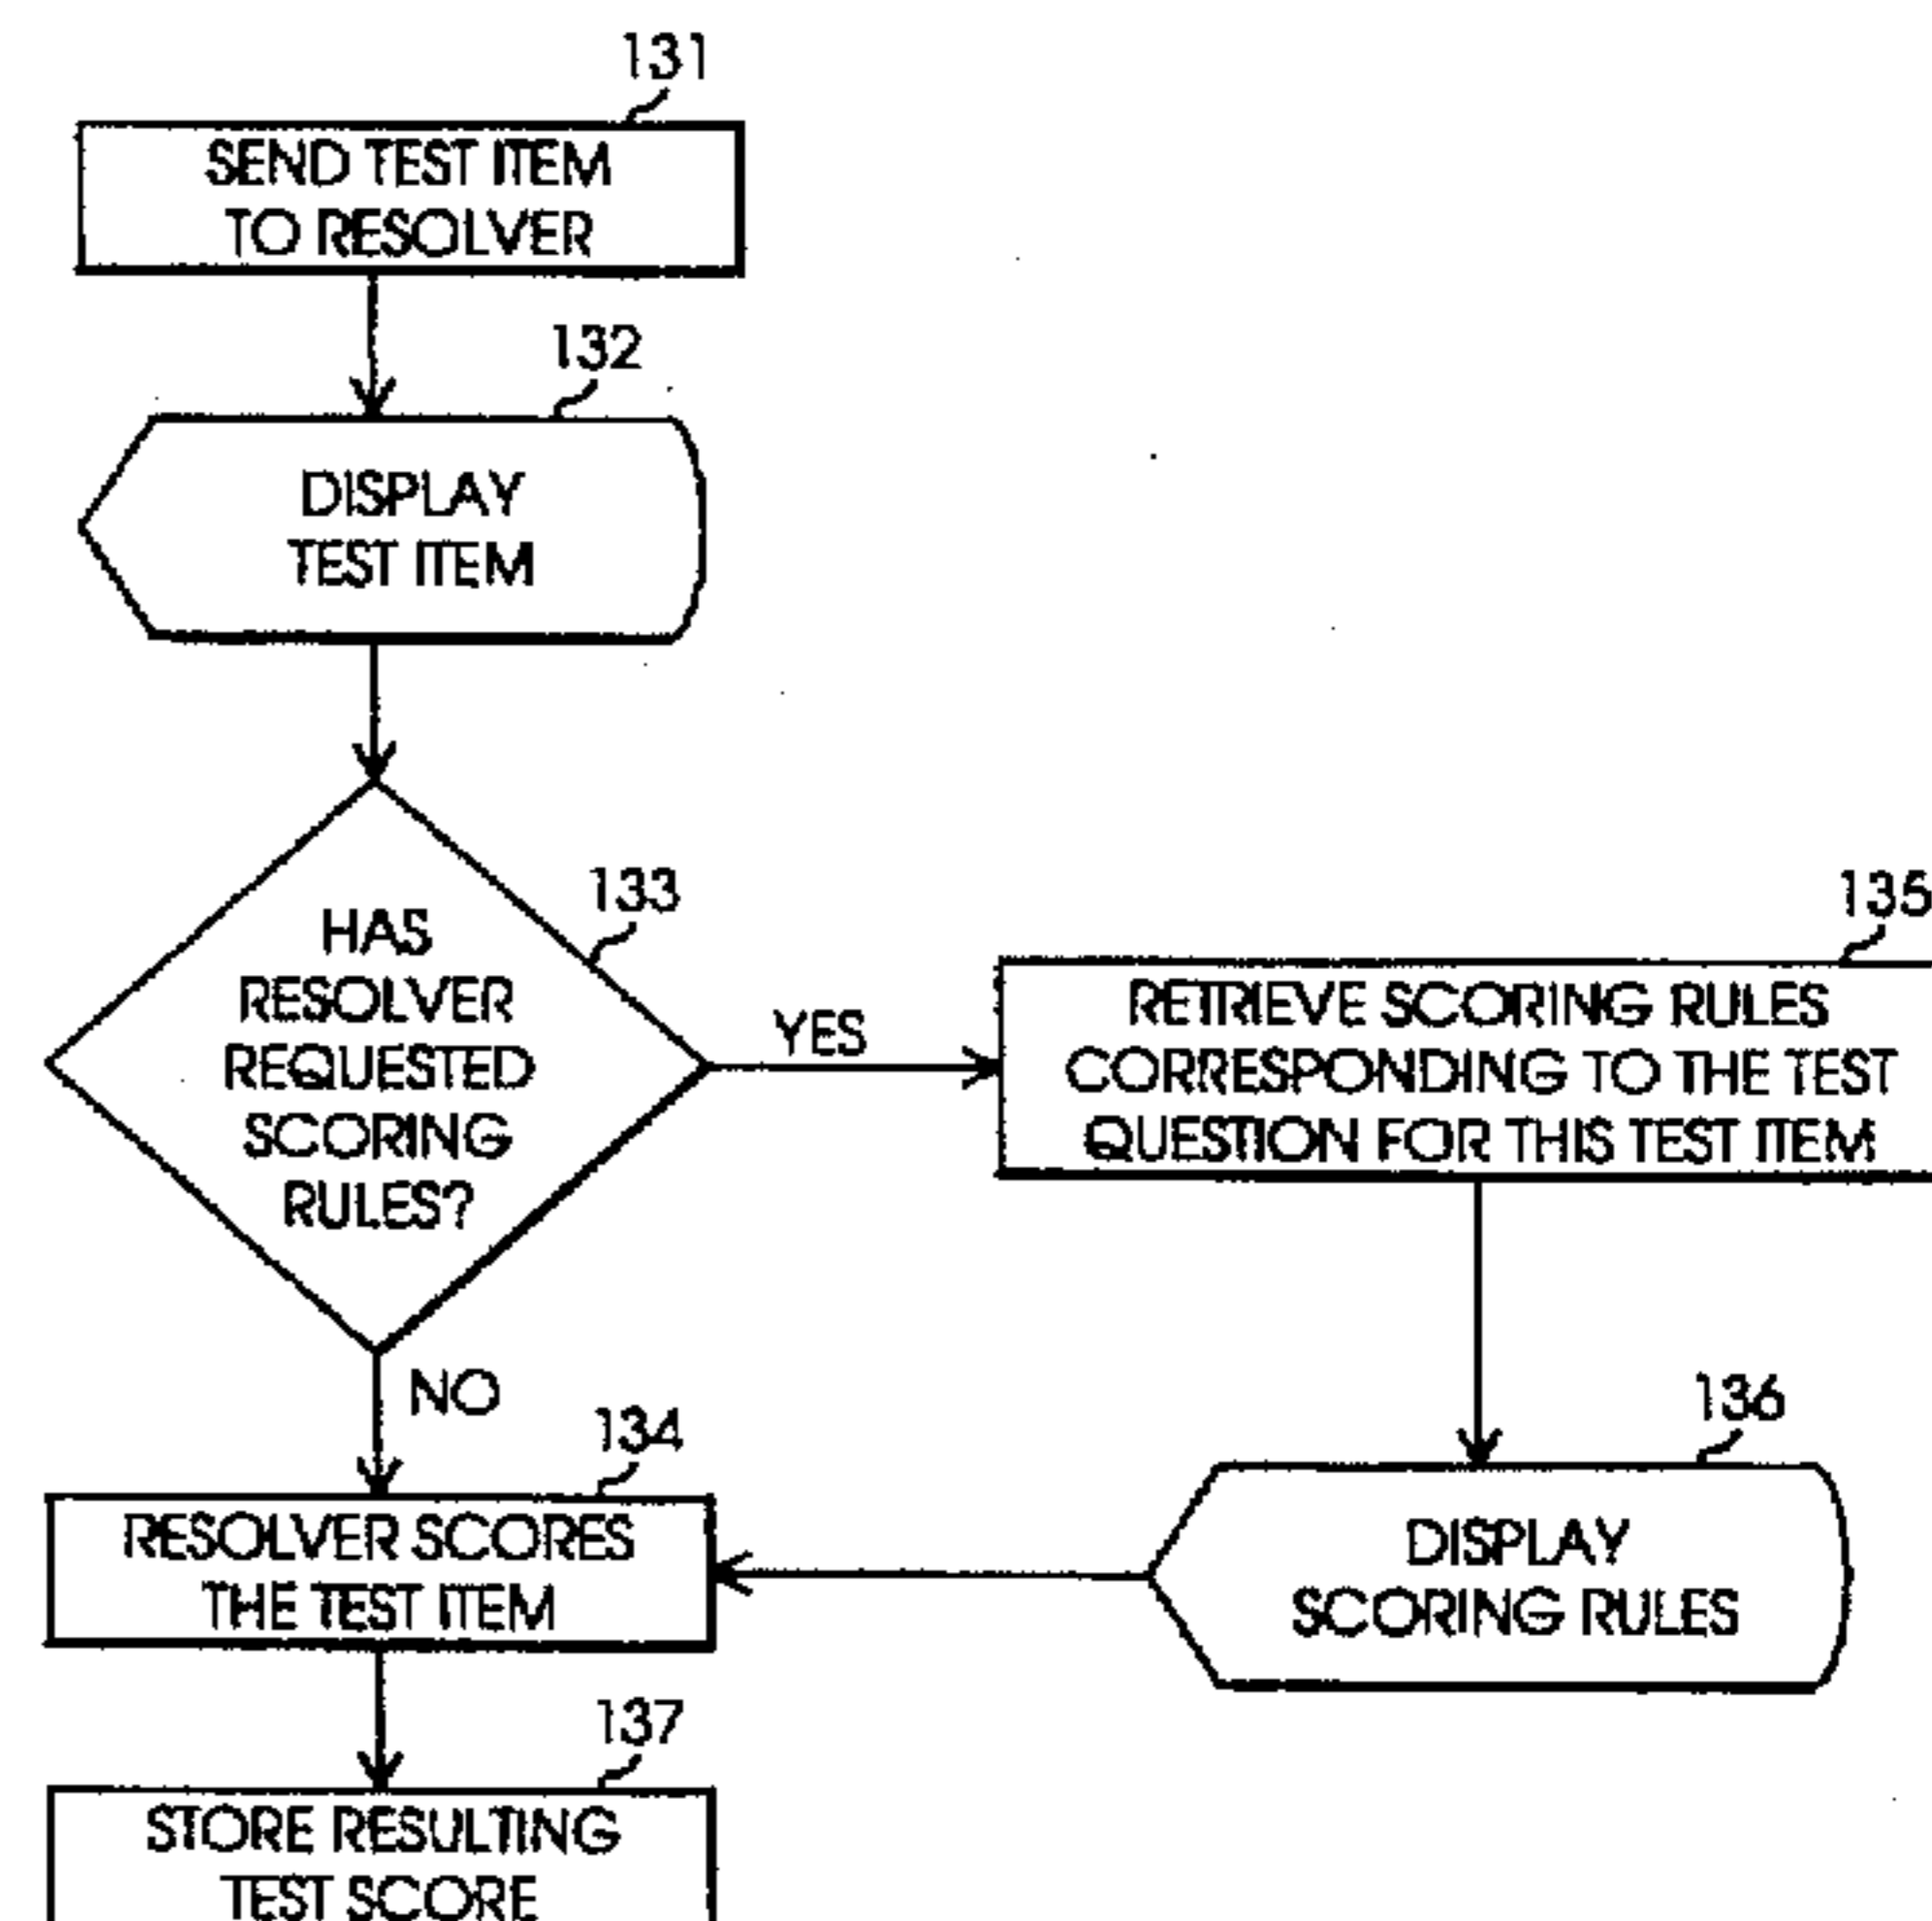 131
SEND TEST ITEM
TO RESOLVER
132
DISPLAY
TEST ITEM
133
HAS
RESOLVER
REQUESTED
SCORING
RULES?
YES
135
RETRIEVE SCORING RULES
CORRESPONDING TO THE TEST
QUESTION FOR THIS TEST ITEM
NO
134
RESOLVER SCORES
THE TEST ITEM
136
DISPLAY
SCORING RULES
137
STORE RESULTING
TEST SCORE